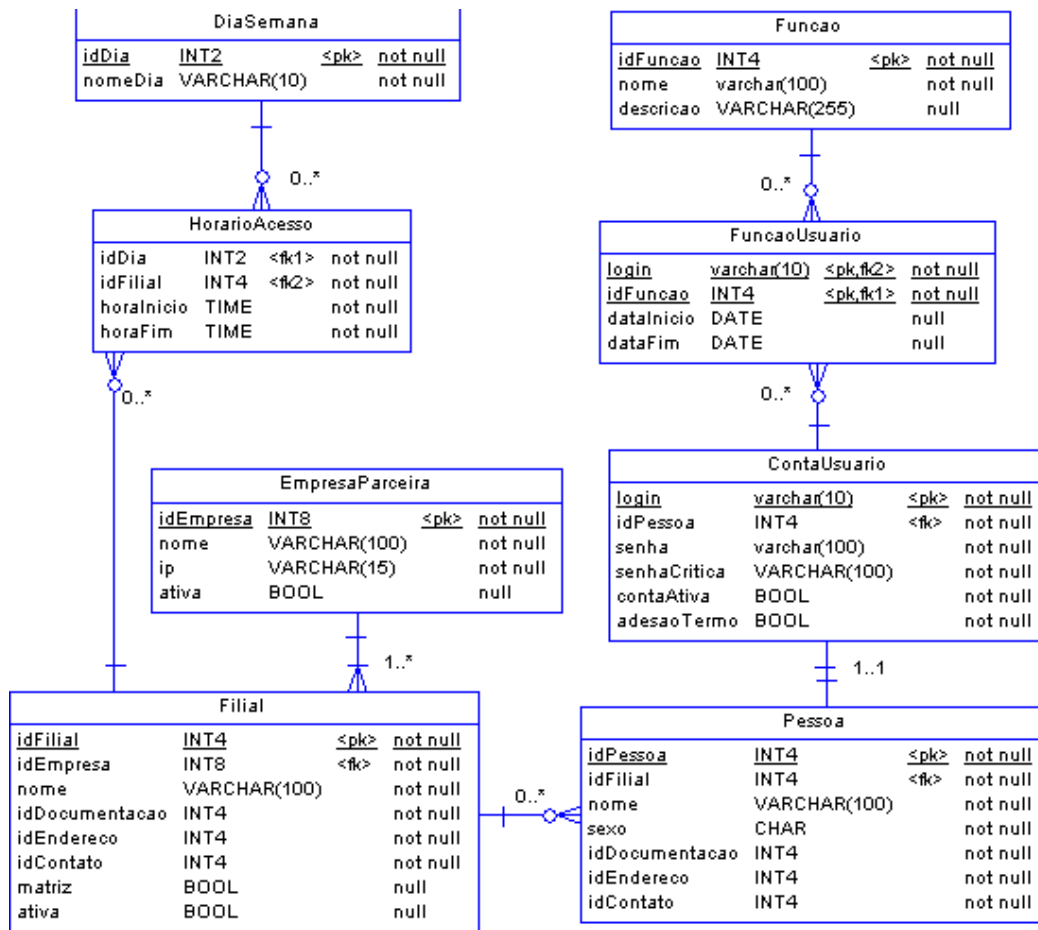 DiaSemana
idDia INT2 <pk> not null
nomeDia VARCHAR(10) not null
0..*
HorarioAcesso
idDia INT2 <fk1> not null
idFilial INT4 <fk2> not null
horaInicio TIME not null
horaFim TIME not null
0..*
EmpresaParceira
idEmpresa INT8 <pk> not null
nome VARCHAR(100) not null
ip VARCHAR(15) not null
ativa BOOL null
1..*
Filial
idFilial INT4 <pk> not null
idEmpresa INT8 <fk> not null
nome VARCHAR(100) not null
idDocumentacao INT4 not null
idEndereco INT4 not null
idContato INT4 not null
matriz BOOL null
ativa BOOL null
0..*
Funcao
idFuncao INT4 <pk> not null
nome varchar(100) not null
descricao VARCHAR(255) null
0..*
FuncaoUsuario
login varchar(10) <pk,fk2> not null
idFuncao INT4 <pk,fk1> not null
dataInicio DATE null
dataFim DATE null
0..*
ContaUsuario
login varchar(10) <pk> not null
idPessoa INT4 <fk> not null
senha varchar(100) not null
senhaCritica VARCHAR(100) not null
contaAtiva BOOL not null
adesaoTermo BOOL not null
1..1
Pessoa
idPessoa INT4 <pk> not null
idFilial INT4 <fk> not null
nome VARCHAR(100) not null
sexo CHAR not null
idDocumentacao INT4 not null
idEndereco INT4 not null
idContato INT4 not null